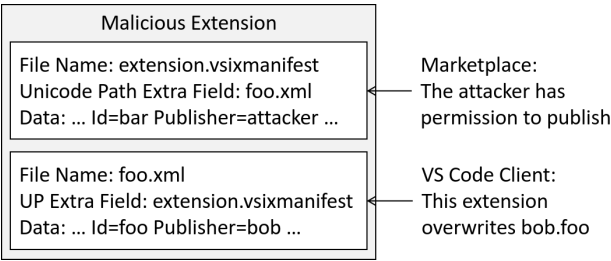 Malicious Extension
File Name: extension.vsixmanifest
Unicode Path Extra Field: foo.xml
Data: ... Id=bar Publisher=attacker ...
Marketplace:
The attacker has
permission to publish
File Name: foo.xml
UP Extra Field: extension.vsixmanifest
Data: ... Id=foo Publisher=bob ...
VS Code Client:
This extension
overwrites bob.foo